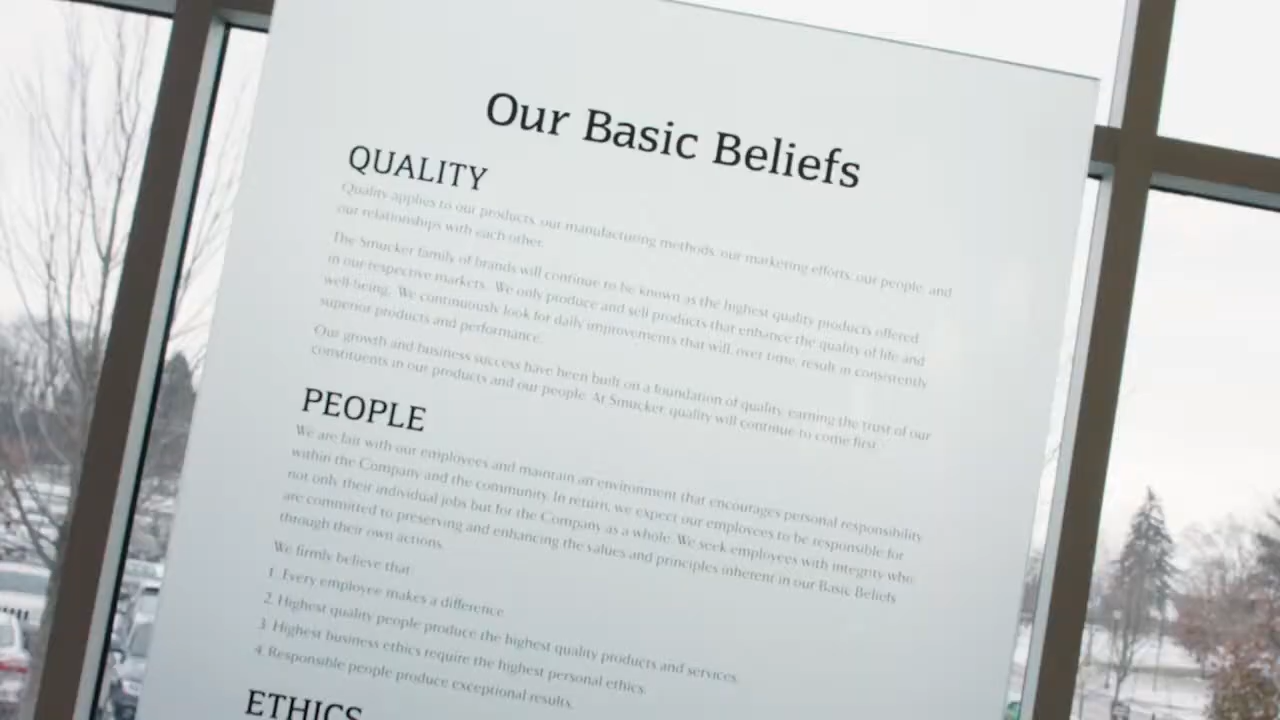 Our Basic Beliefs
QUALITY
Quality applies to our products, our manufacturing methods, our marketing efforts, our people, and
our relationships with each other.
The Smucker family of brands will continue to be known as the highest quality products offered
in our respective markets. We only produce and sell products that enhance the quality of life and
well-being. We continuously look for daily improvements that will, over time, result in consistently
superior products and performance.
Our growth and business success have been built on a foundation of quality, earning the trust of our
constituents in our products and our people. At Smucker, quality will continue to come first.
PEOPLE
We are fair with our employees and maintain an environment that encourages personal responsibility
within the Company and the community. In return, we expect our employees to be responsible for
not only their individual jobs but for the Company as a whole. We seek employees with integrity who
are committed to preserving and enhancing the values and principles inherent in our Basic Beliefs
through their own actions.
We firmly believe that
1. Every employee makes a difference.
2. Highest quality people produce the highest quality products and services.
3. Highest business ethics require the highest personal ethics.
4. Responsible people produce exceptional results.
ETHICS